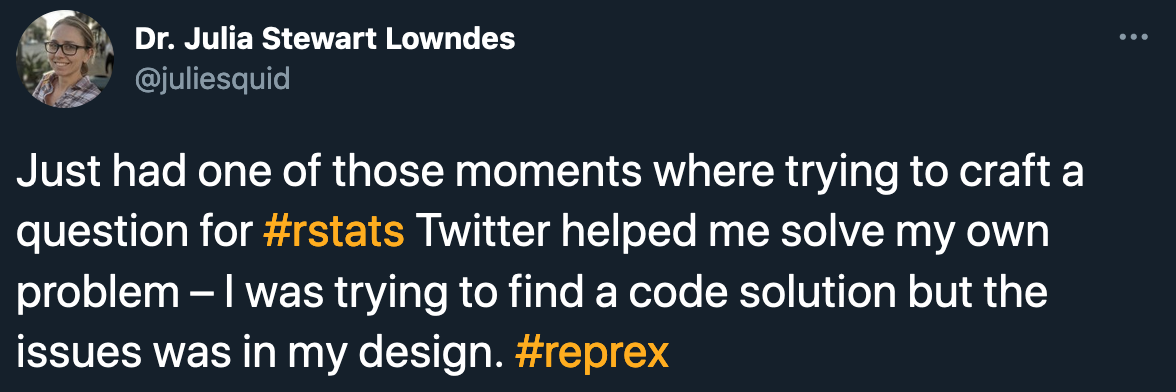 Dr. Julia Stewart Lowndes
@juliesquid
Just had one of those moments where trying to craft a
question for #rstats Twitter helped me solve my own
problem – I was trying to find a code solution but the
issues was in my design. #reprex